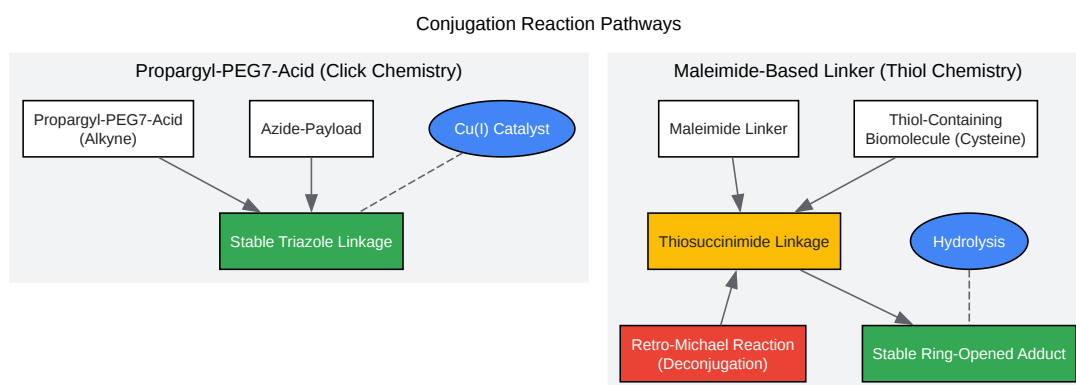 Conjugation Reaction Pathways
Propargyl-PEG7-Acid (Click Chemistry)
Propargyl-PEG7-Acid
(Alkyne)
Azide-Payload
Cu(I) Catalyst
Stable Triazole Linkage
Maleimide-Based Linker (Thiol Chemistry)
Maleimide Linker
Thiol-Containing
Biomolecule (Cysteine)
Thiosuccinimide Linkage
Hydrolysis
Retro-Michael Reaction
(Deconjugation)
Stable Ring-Opened Adduct